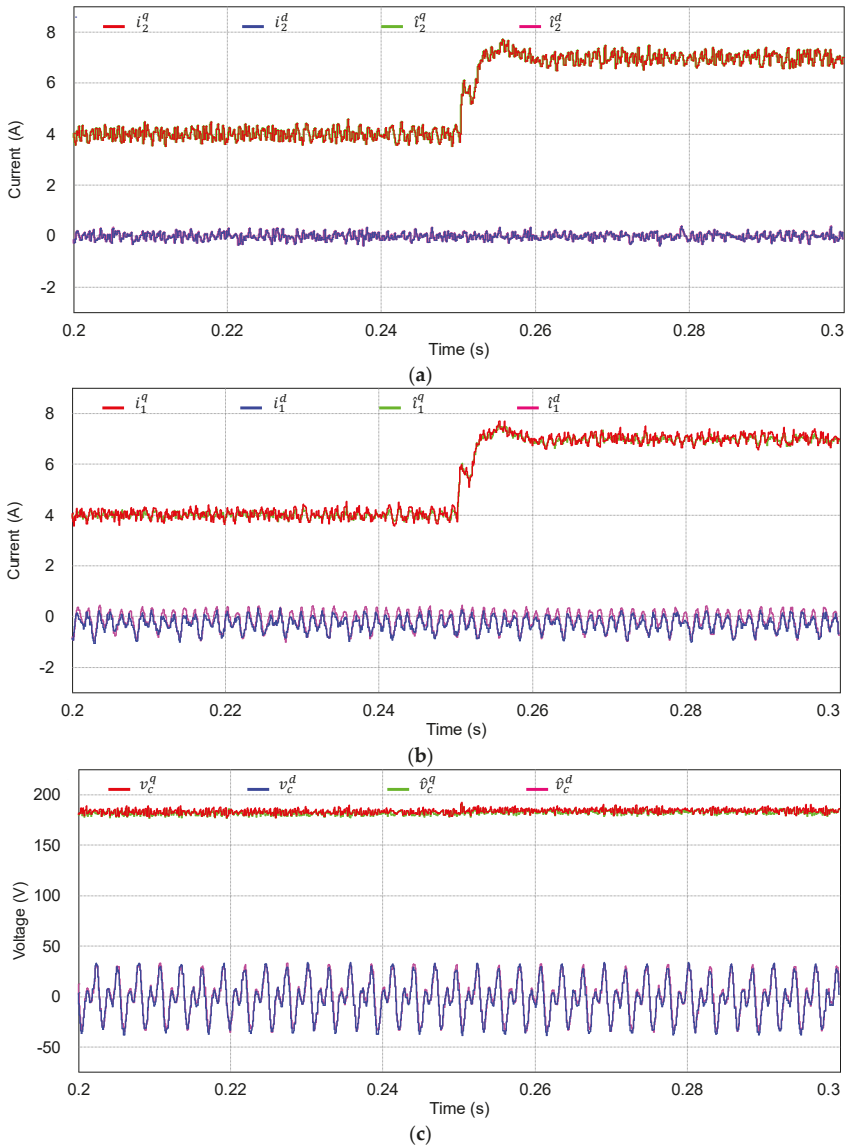 i₂^q i₂^d î₂^q î₂^d
8
6
4
2
0
-2
Current (A)
0.2 0.22 0.24 0.26 0.28 0.3
Time (s)
(a)
i₁^q i₁^d î₁^q î₁^d
8
6
4
2
0
-2
Current (A)
0.2 0.22 0.24 0.26 0.28 0.3
Time (s)
(b)
v_c^q v_c^d v̂_c^q v̂_c^d
200
150
100
50
0
-50
Voltage (V)
0.2 0.22 0.24 0.26 0.28 0.3
Time (s)
(c)